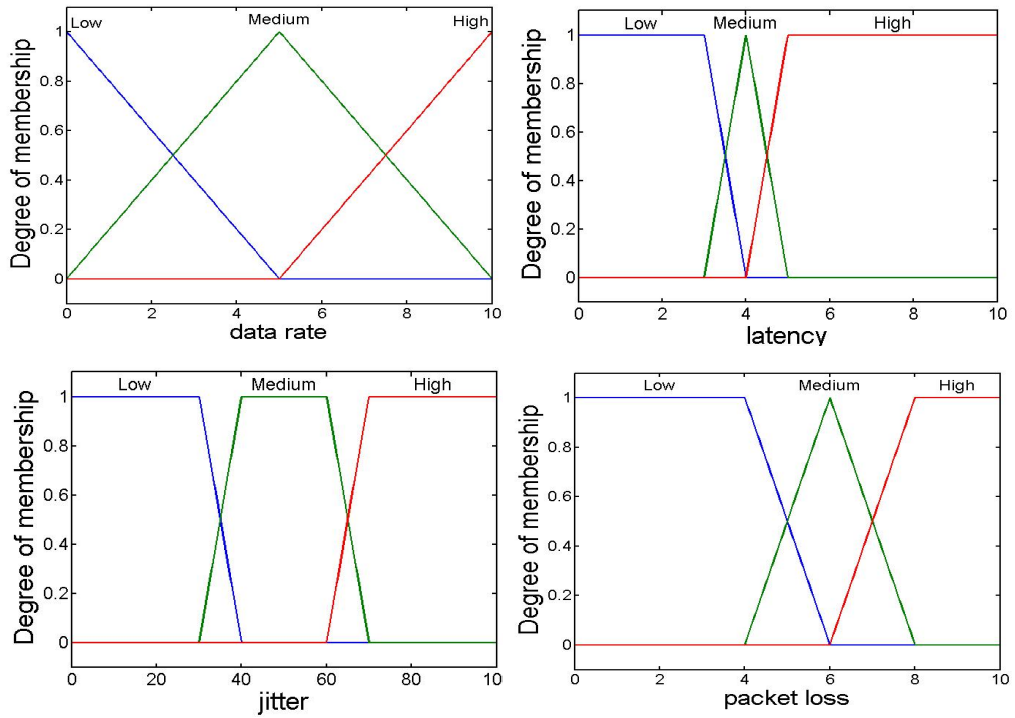 Low Medium High
1
0.8
0.6
0.4
0.2
0
Degree of membership
0 2 4 6 8 10
data rate
Low Medium High
1
0.8
0.6
0.4
0.2
0
Degree of membership
0 2 4 6 8 10
latency
Low Medium High
1
0.8
0.6
0.4
0.2
0
Degree of membership
0 20 40 60 80 10
jitter
Low Medium High
1
0.8
0.6
0.4
0.2
0
Degree of membership
0 2 4 6 8 10
packet loss